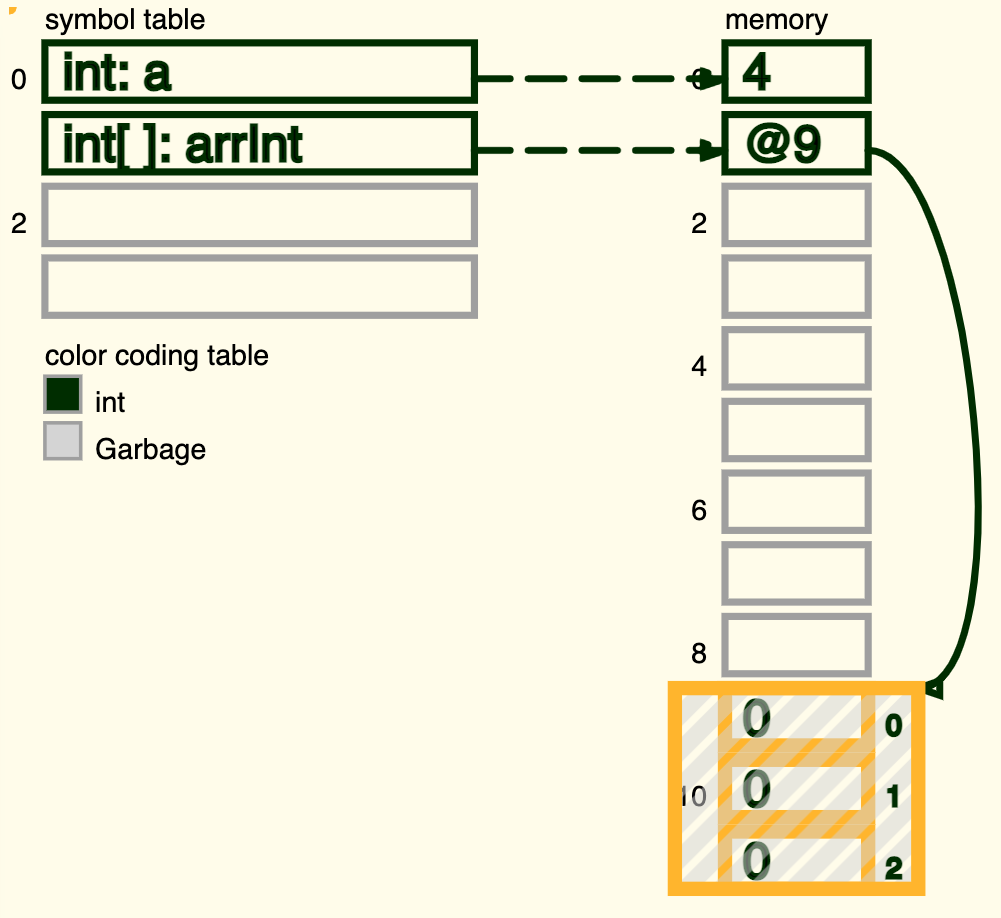 symbol table
memory
0 int: a 0 4
int[ ]: arrInt @9
2 2
color coding table
4
int
Garbage
6
8
0 0
10 0 1
0 2